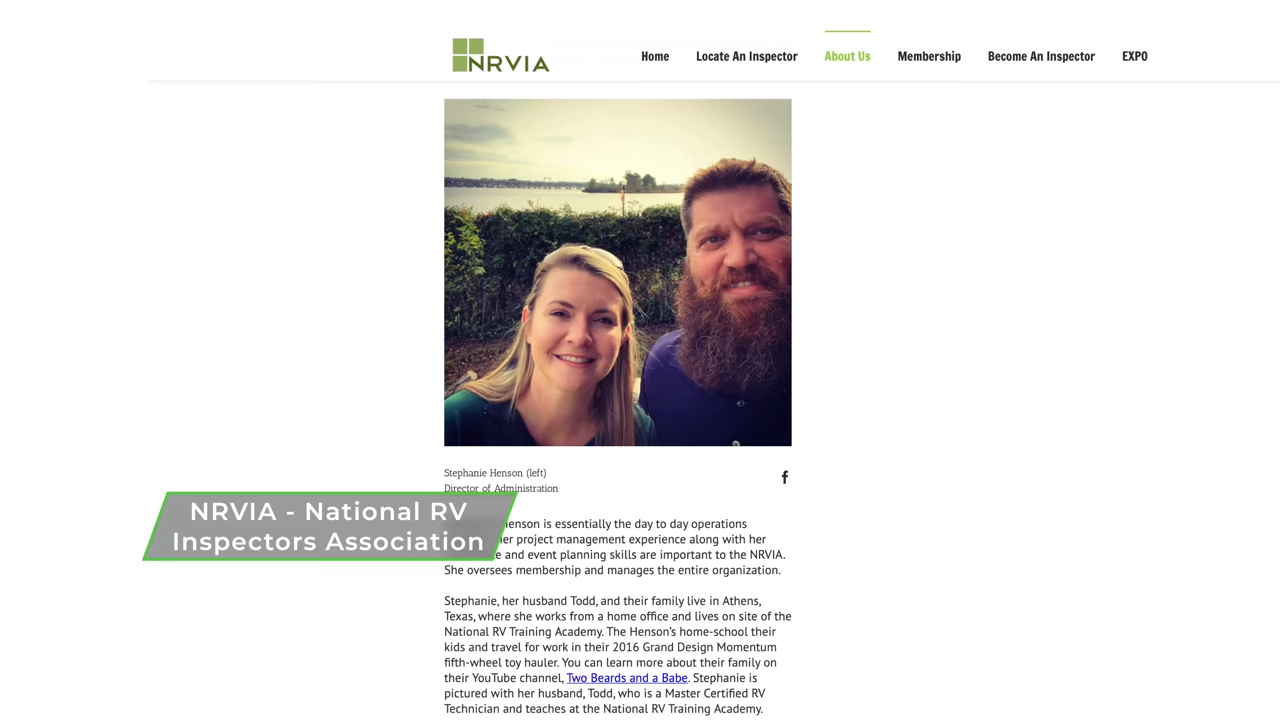 NRVIA
Home Locate An Inspector About Us Membership Become An Inspector EXPO
Stephanie Henson (left)
f
Director of Administration
NRVIA - National RV
Inspectors Association
Henson is essentially the day to day operations
her project management experience along with her
and event planning skills are important to the NRVIA.
She oversees membership and manages the entire organization.
Stephanie, her husband Todd, and their family live in Athens,
Texas, where she works from a home office and lives on site of the
National RV Training Academy. The Henson's home-school their
kids and travel for work in their 2016 Grand Design Momentum
fifth-wheel toy hauler. You can learn more about their family on
their YouTube channel, Two Beards and a Babe. Stephanie is
pictured with her husband, Todd, who is a Master Certified RV
Technician and teaches at the National RV Training Academy.